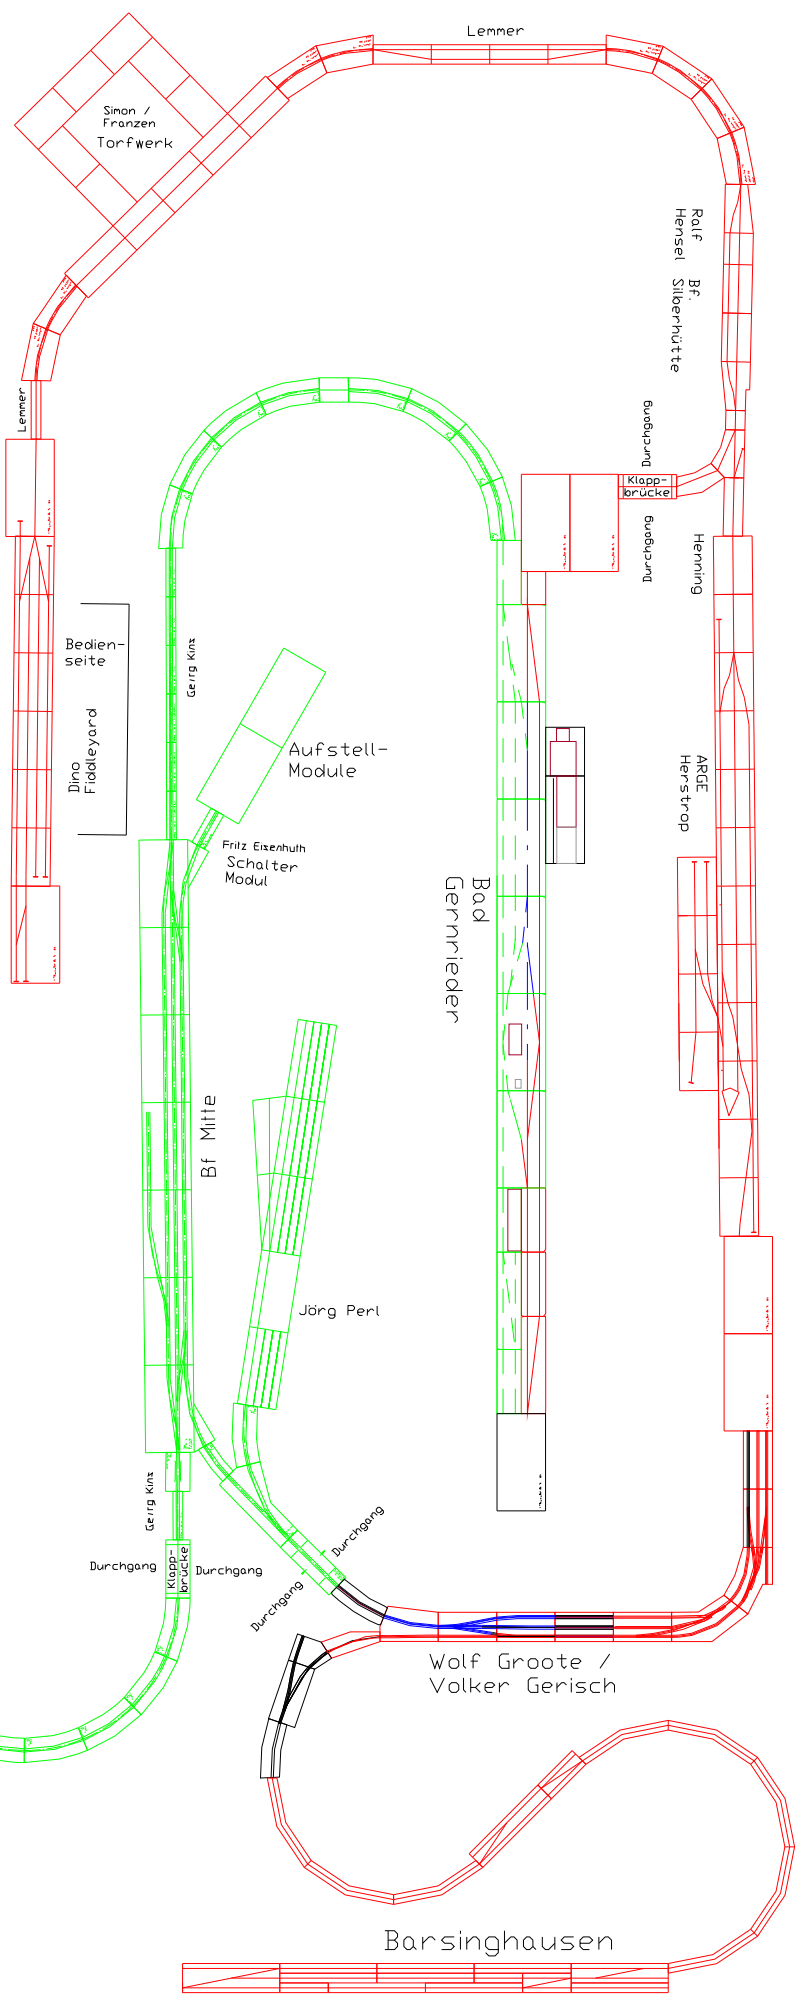 Lemmer
Simon /
Franzen
Torfwerk
Ralf
Hensel
Bf.
Silberhütte
Lemmer
Durchgang
Klapp-
brücke
Durchgang
Henning
Bedien-
seite
Dino
Fiddleyard
Georg Kinz
Aufstell-
Module
Fritz Eisenhuth
Schalter
Modul
ARGE
Herstrop
Bad
Gernrieder
Bf Mitte
Jörg Perl
Georg Kinz
Durchgang
Klapp-
brücke
Durchgang
Durchgang
Durchgang
Wolf Groote /
Volker Gerisch
Barsinghausen